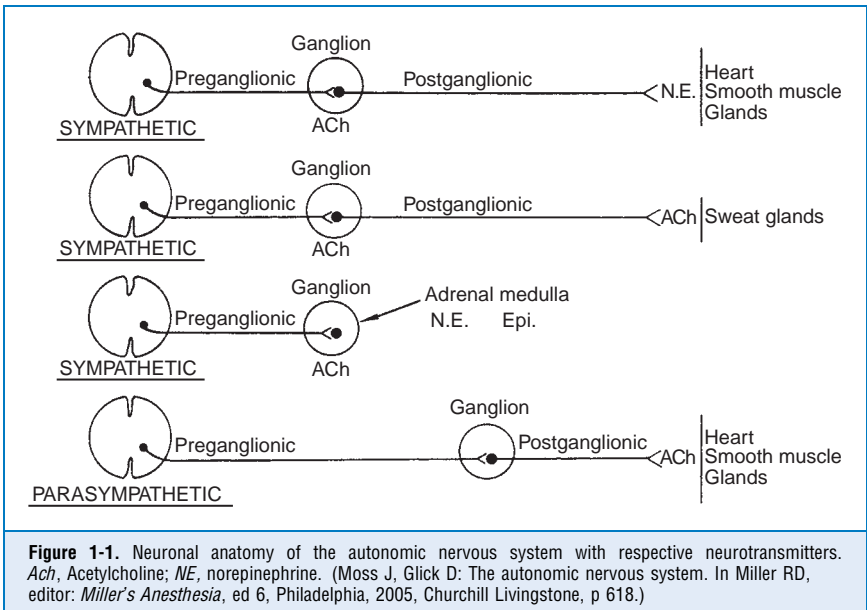 Ganglion
Preganglionic
Postganglionic
N.E.
Heart
Smooth muscle
Glands
SYMPATHETIC
ACh
Ganglion
Preganglionic
Postganglionic
ACh
Sweat glands
SYMPATHETIC
ACh
Ganglion
Preganglionic
Adrenal medulla
N.E. Epi.
SYMPATHETIC
ACh
Ganglion
Preganglionic
Postganglionic
ACh
Heart
Smooth muscle
Glands
PARASYMPATHETIC
Figure 1-1. Neuronal anatomy of the autonomic nervous system with respective neurotransmitters.
Ach, Acetylcholine; NE, norepinephrine. (Moss J, Glick D: The autonomic nervous system. In Miller RD,
editor: Miller's Anesthesia, ed 6, Philadelphia, 2005, Churchill Livingstone, p 618.)